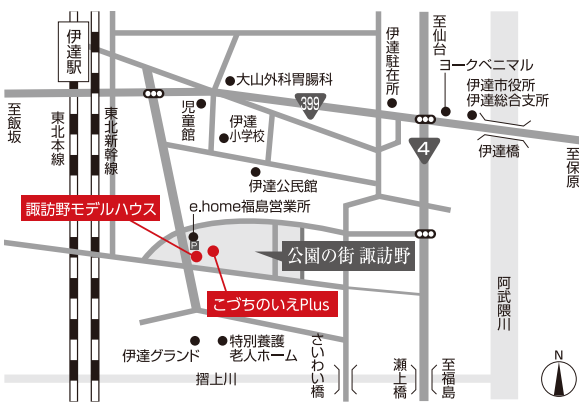 至仙台
伊達駅
伊達駐在所
ヨークベニマル
大山外科胃腸科
伊達市役所
伊達総合支所
399
児童館
伊達
小学校
至飯坂
東北本線
東北新幹線
4
伊達橋
至保原
伊達公民館
e.home福島営業所
諏訪野モデルハウス
P
公園の街 諏訪野
こづちのいえPlus
阿武隈川
伊達グランド
特別養護
老人ホーム
さいわい橋
瀬上橋
至福島
摺上川
N